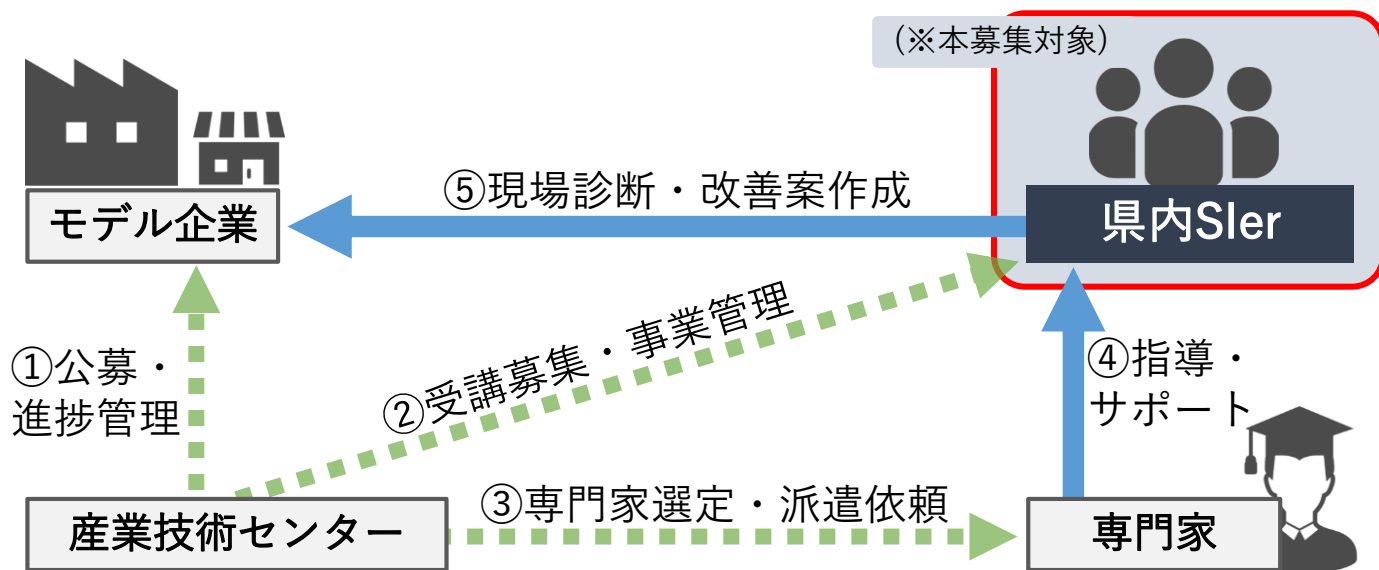 (※本募集対象)
⑤現場診断・改善案作成
モデル企業
県内SIer
②受講募集・事業管理
①公募・
進捗管理
④指導・
サポート
③専門家選定・派遣依頼
産業技術センター
専門家